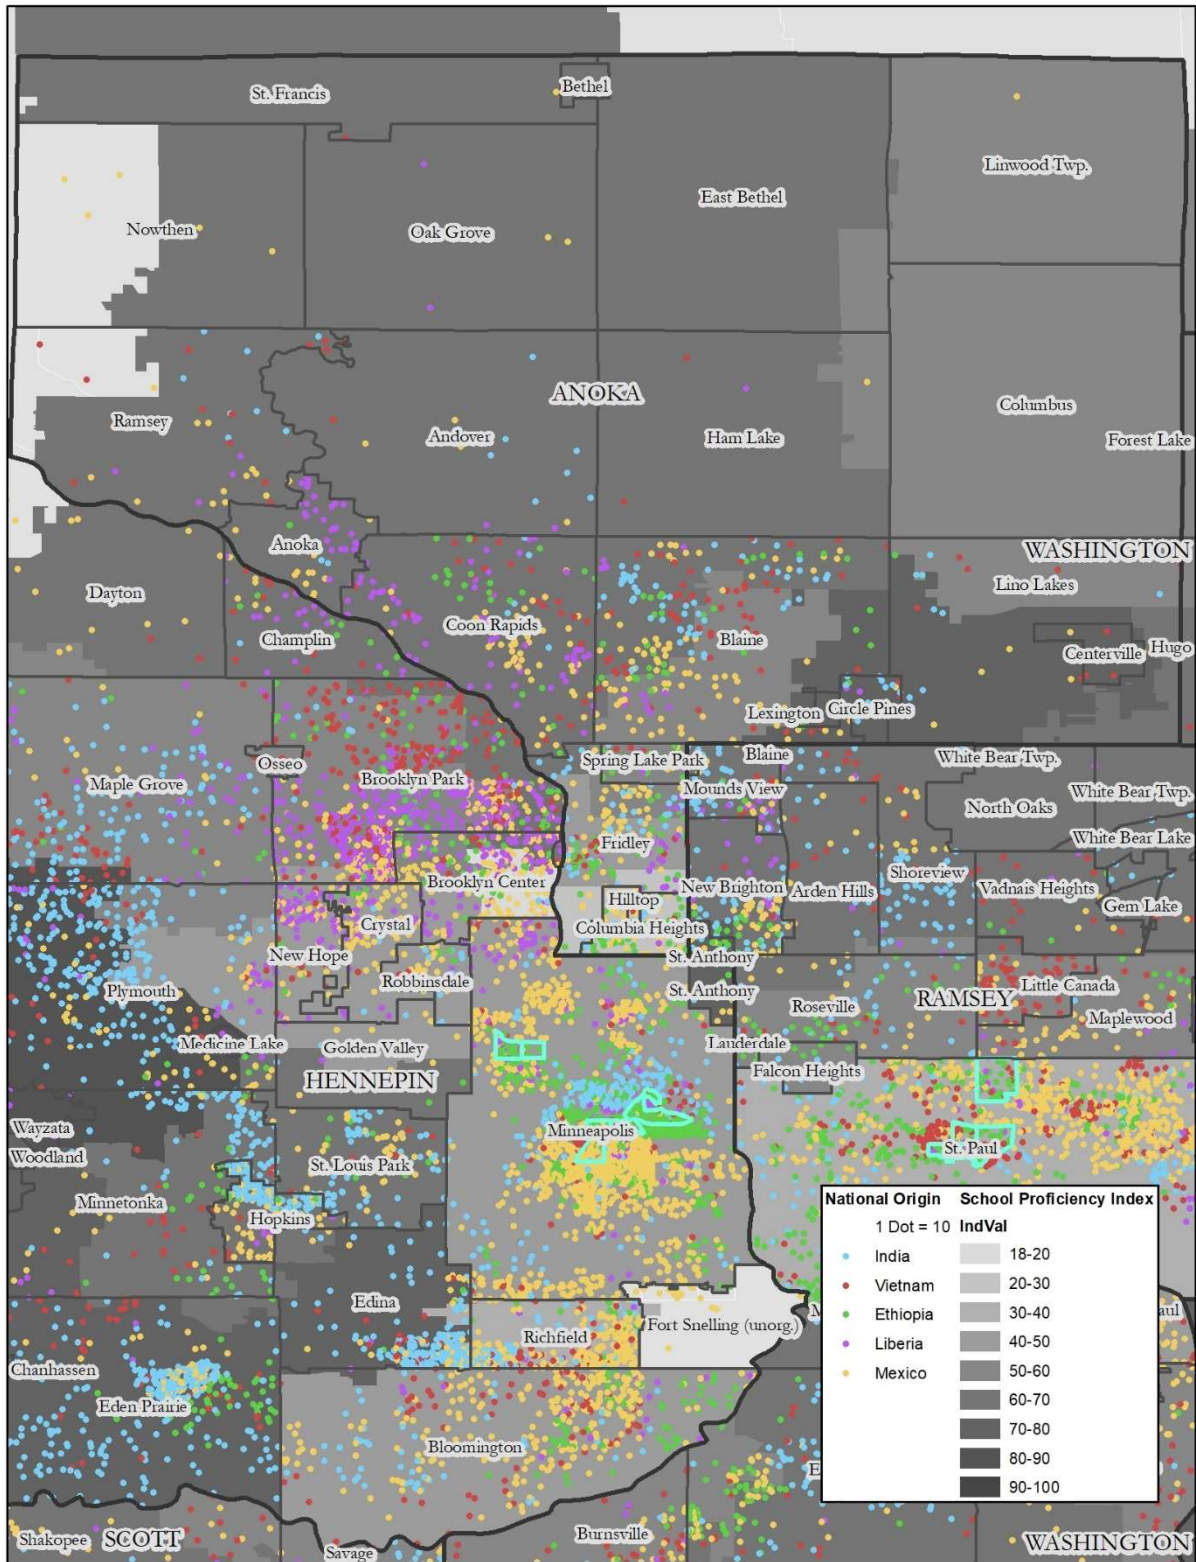 St. Francis
Bethel
Linwood Twp.
East Bethel
Nowthen
Oak Grove
ANOKA
Columbus
Ramsey
Andover
Ham Lake
Forest Lake
Anoka
WASHINGTON
Lino Lakes
Dayton
Coon Rapids
Champlin
Blaine
Centerville
Hugo
Lexington
Circle Pines
Osseo
Spring Lake Park
Blaine
White Bear Twp.
Maple Grove
Brooklyn Park
Mounds View
North Oaks
White Bear Twp.
Fridley
White Bear Lake
Brooklyn Center
New Brighton
Arden Hills
Shoreview
Vadnais Heights
Hilltop
Gem Lake
Crystal
Columbia Heights
New Hope
St. Anthony
Robbinsdale
Plymouth
St. Anthony
Little Canada
Roseville
RAMSEY
Maplewood
Medicine Lake
Golden Valley
Lauderdale
Falcon Heights
HENNEPIN
Wayzata
Minneapolis
Woodland
St. Louis Park
St. Paul
Minnetonka
Hopkins
National Origin
School Proficiency Index
1 Dot = 10
IndVal
India
Vietnam
Ethiopia
Liberia
Mexico
18-20
20-30
30-40
40-50
50-60
60-70
70-80
80-90
90-100
Edina
Richfield
Fort Snelling (unorg.)
M
aul
Chanhassen
Eden Prairie
Bloomington
E
Shakopee
SCOTT
Burnsville
WASHINGTON
Savage